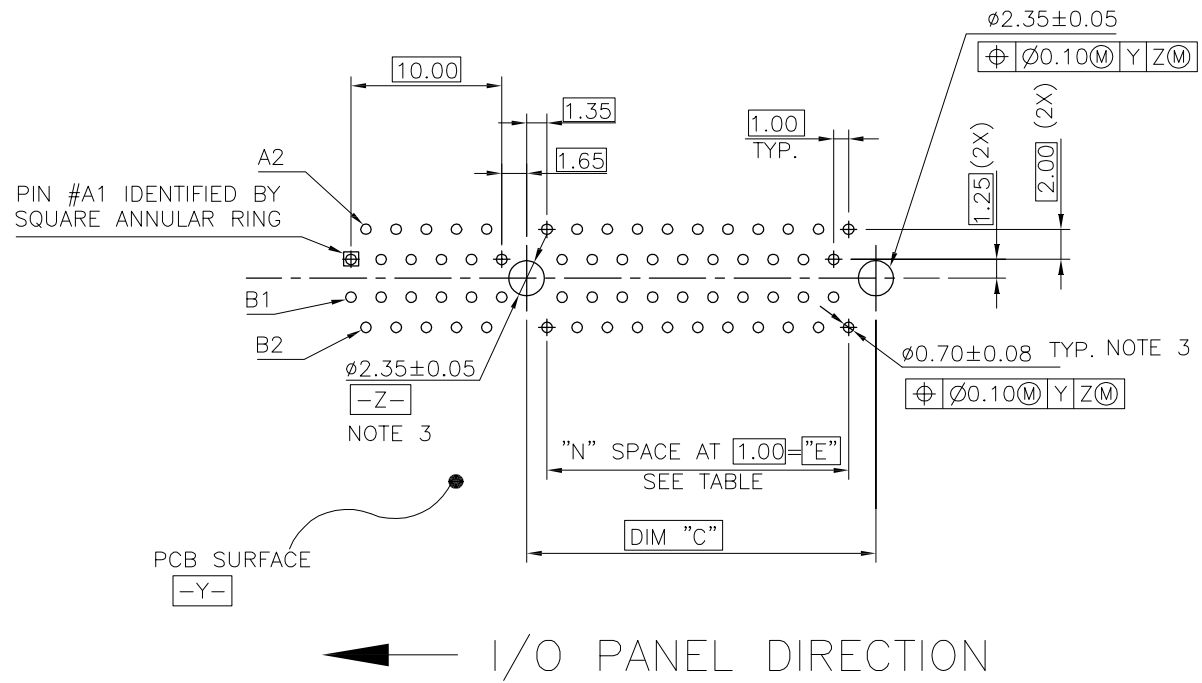 ø2.35±0.05
⌖ Ø0.10Ⓜ Y ZⓂ
10.00
1.35
1.00
TYP.
1.65
1.25 (2X)
2.00 (2X)
A2
PIN #A1 IDENTIFIED BY
SQUARE ANNULAR RING
B1
B2
ø2.35±0.05
-Z-
NOTE 3
ø0.70±0.08 TYP. NOTE 3
⌖ Ø0.10Ⓜ Y ZⓂ
"N" SPACE AT 1.00="E"
SEE TABLE
DIM "C"
PCB SURFACE
-Y-
I/O PANEL DIRECTION